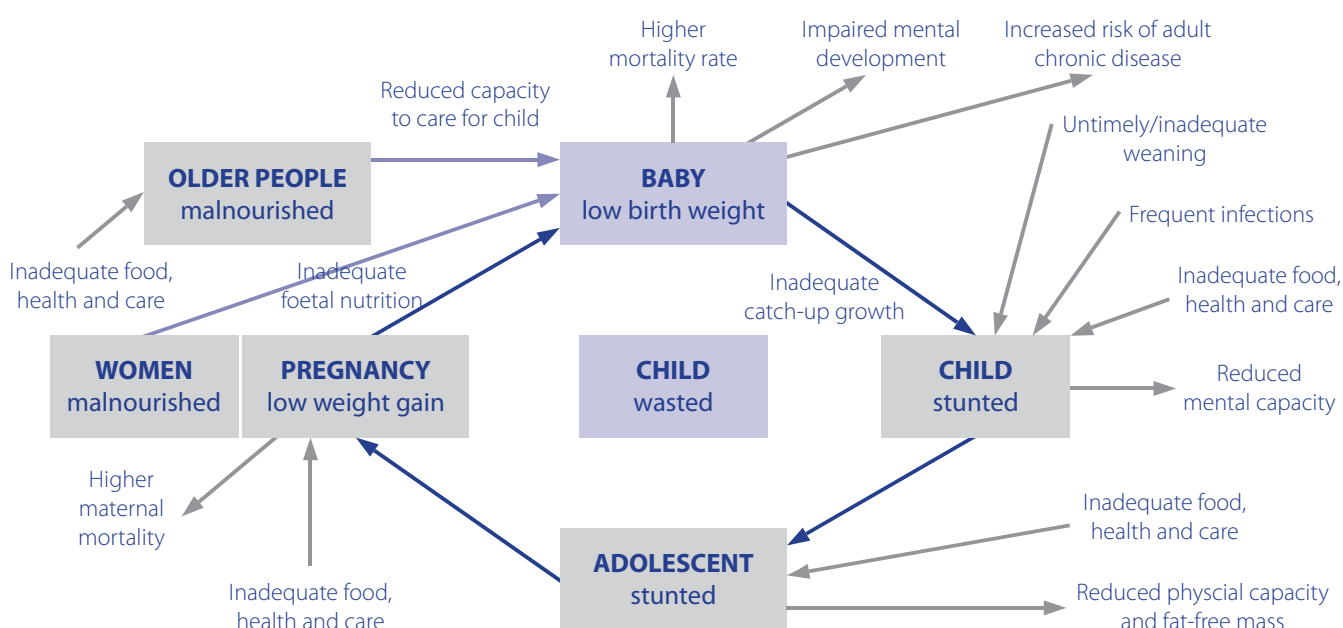 Higher
mortality rate
Impaired mental
development
Increased risk of adult
chronic disease
Reduced capacity
to care for child
Untimely/inadequate
weaning
OLDER PEOPLE
malnourished
BABY
low birth weight
Frequent infections
Inadequate food,
health and care
Inadequate
foetal nutrition
Inadequate
catch-up growth
Inadequate food,
health and care
WOMEN
malnourished
PREGNANCY
low weight gain
CHILD
wasted
CHILD
stunted
Reduced
mental capacity
Higher
maternal
mortality
Inadequate food,
health and care
ADOLESCENT
stunted
Inadequate food,
health and care
Reduced physcial capacity
and fat-free mass